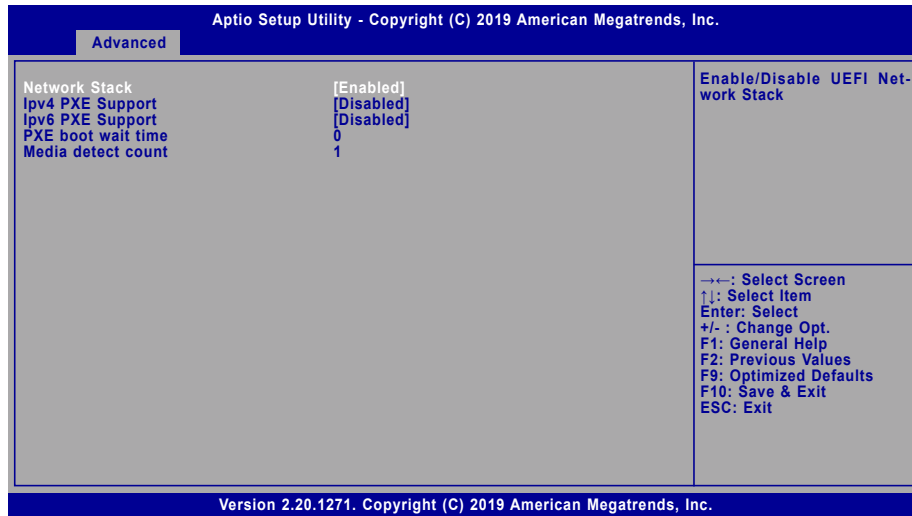 Aptio Setup Utility - Copyright (C) 2019 American Megatrends, Inc.
Advanced
Network Stack [Enabled]
Ipv4 PXE Support [Disabled]
Ipv6 PXE Support [Disabled]
PXE boot wait time 0
Media detect count 1
Enable/Disable UEFI Net-
work Stack
→←: Select Screen
↑↓: Select Item
Enter: Select
+/- : Change Opt.
F1: General Help
F2: Previous Values
F9: Optimized Defaults
F10: Save & Exit
ESC: Exit
Version 2.20.1271. Copyright (C) 2019 American Megatrends, Inc.